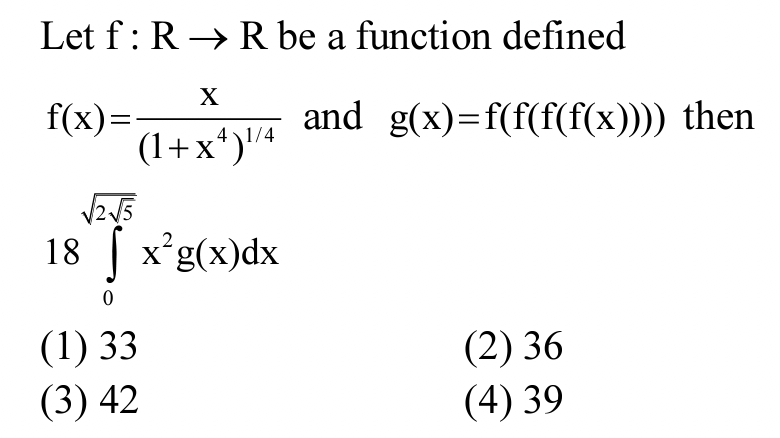 Let f : R → R be a function defined
f(x)=x/(1+x⁴)^1/4 and g(x)=f(f(f(f(x)))) then
18 ∫₀^√(2√5) x²g(x)dx
(1) 33 (2) 36
(3) 42 (4) 39